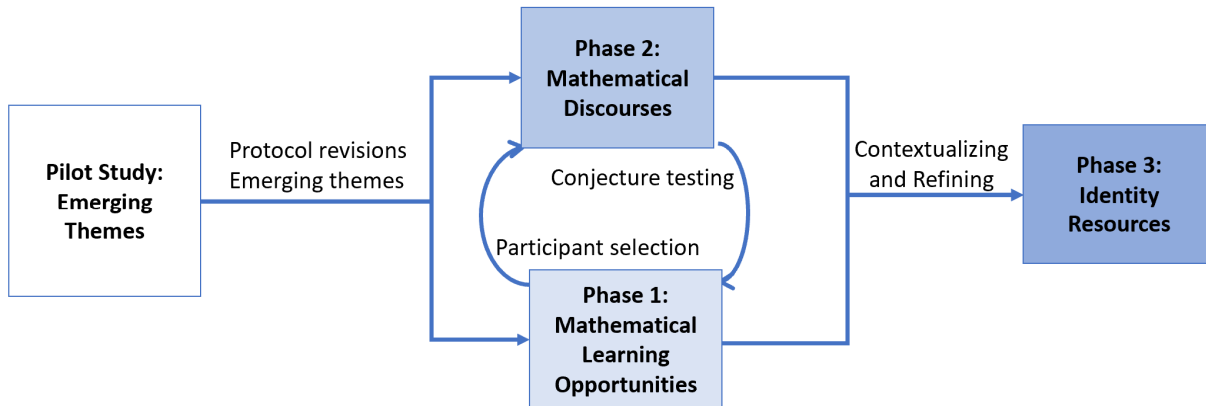 Pilot Study:
Emerging
Themes
Protocol revisions
Emerging themes
Phase 2:
Mathematical
Discourses
Conjecture testing
Participant selection
Phase 1:
Mathematical
Learning
Opportunities
Contextualizing
and Refining
Phase 3:
Identity
Resources